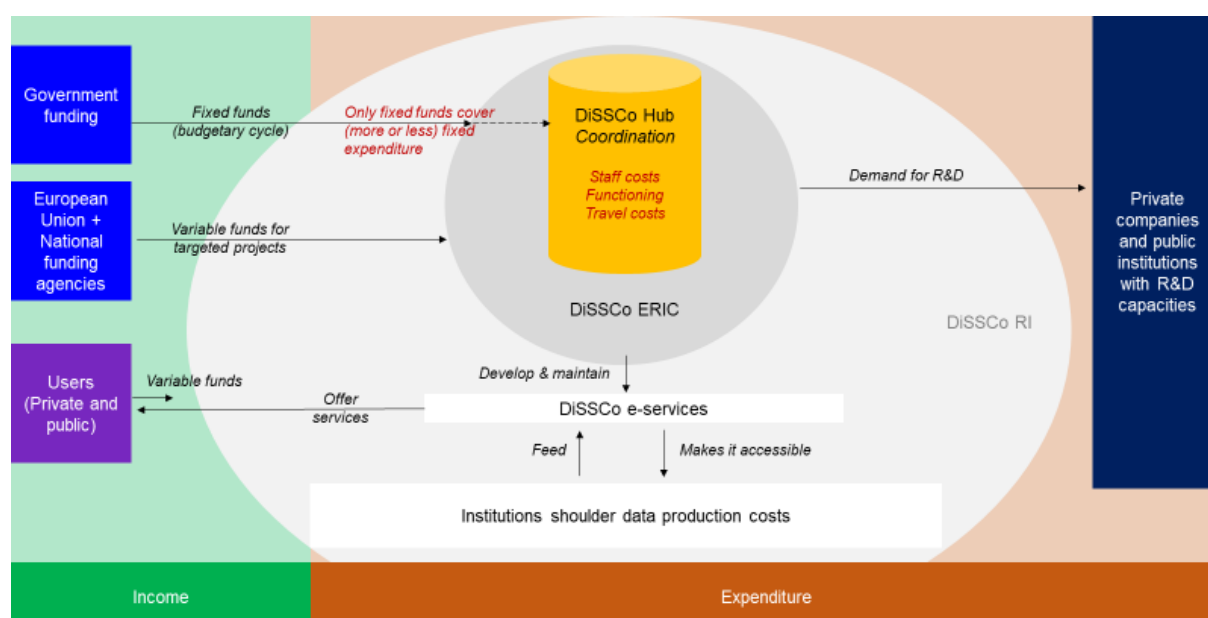 Government
funding
Fixed funds
(budgetary cycle)
Only fixed funds cover
(more or less) fixed
expenditure
DiSSCo Hub
Coordination
Staff costs
Functioning
Travel costs
Demand for R&D
European
Union +
National
funding
agencies
Variable funds for
targeted projects
Private
companies
and public
institutions
with R&D
capacities
DiSSCo ERIC
DiSSCo RI
Users
(Private and
public)
Variable funds
Offer
services
Develop & maintain
DiSSCo e-services
Feed
Makes it accessible
Institutions shoulder data production costs
Income
Expenditure